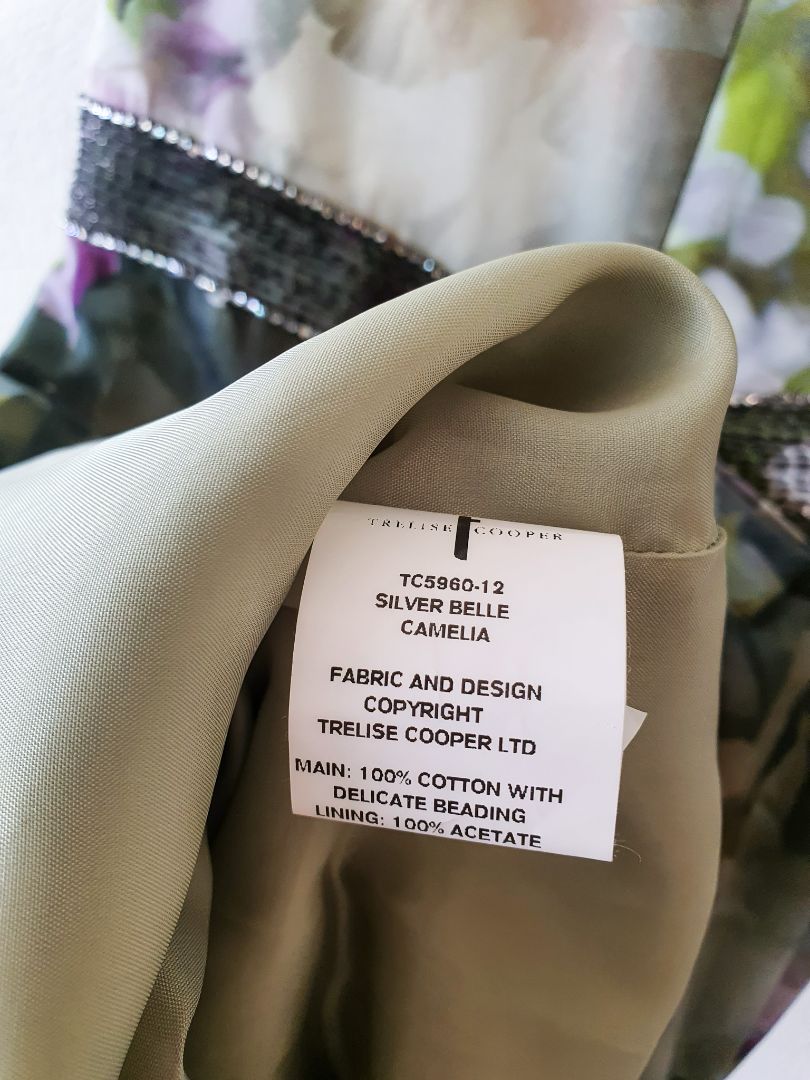 TRELISE COOPER
TC5960-12
SILVER BELLE
CAMELIA
FABRIC AND DESIGN
COPYRIGHT
TRELISE COOPER LTD
MAIN: 100% COTTON WITH
DELICATE BEADING
LINING: 100% ACETATE